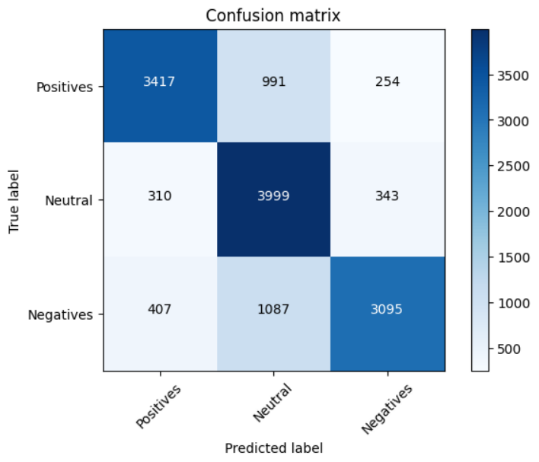 Confusion matrix
Positives 3417 991 254
Neutral 310 3999 343
Negatives 407 1087 3095
Positives Neutral Negatives
True label
Predicted label
3500
3000
2500
2000
1500
1000
500